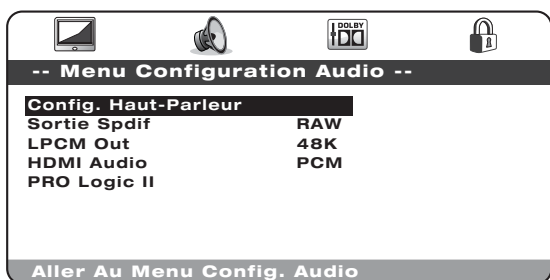 DOLBY
-- Menu Configuration Audio --
Config. Haut-Parleur
Sortie Spdif RAW
LPCM Out 48K
HDMI Audio PCM
PRO Logic II
Aller Au Menu Config. Audio